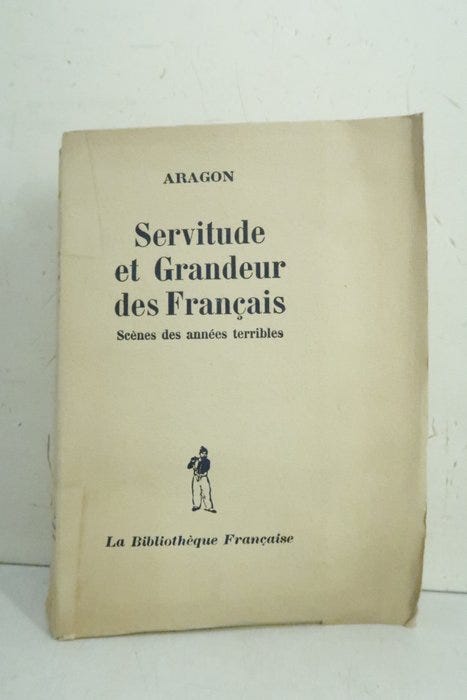 ARAGON
Servitude
et Grandeur
des Français
Scènes des années terribles
La Bibliothèque Française